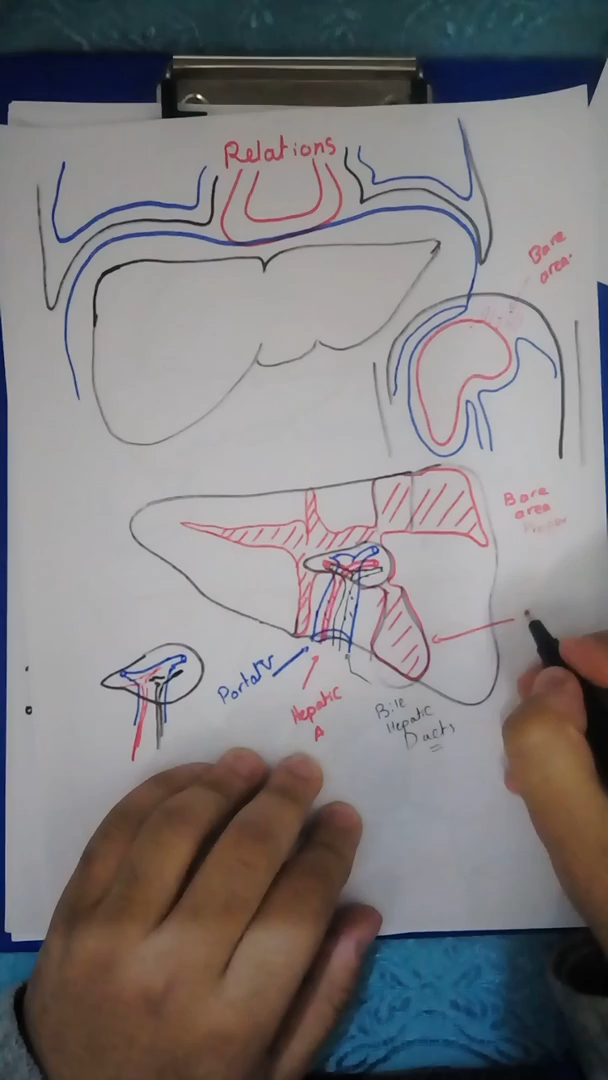 Relations
Bare
area.
Bare
area
Portal V
Hepatic
A
Bile
Hepatic
Ducts